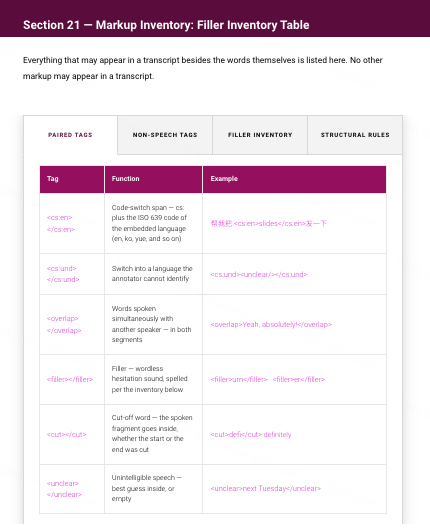 Section 21 — Markup Inventory: Filler Inventory Table
Everything that may appear in a transcript besides the words themselves is listed here. No other
markup may appear in a transcript.
PAIRED TAGS
NON-SPEECH TAGS
FILLER INVENTORY
STRUCTURAL RULES
Tag
Function
Example
<cs:en>
</cs:en>
Code-switch span — cs:
plus the ISO 639 code of
the embedded language
(en, ko, yue, and so on)
帮我把 <cs:en>slides</cs:en>发一下
<cs:und>
</cs:und>
Switch into a language the
annotator cannot identify
<cs:und><unclear/></cs:und>
<overlap>
</overlap>
Words spoken
simultaneously with
another speaker — in both
segments
<overlap>Yeah, absolutely!</overlap>
<filler></filler>
Filler — wordless
hesitation sound, spelled
per the inventory below
<filler>um</filler> <filler>er</filler>
<cut></cut>
Cut-off word — the spoken
fragment goes inside,
whether the start or the
end was cut
<cut>defi</cut> definitely
<unclear>
</unclear>
Unintelligible speech —
best guess inside, or
empty
<unclear>next Tuesday</unclear>